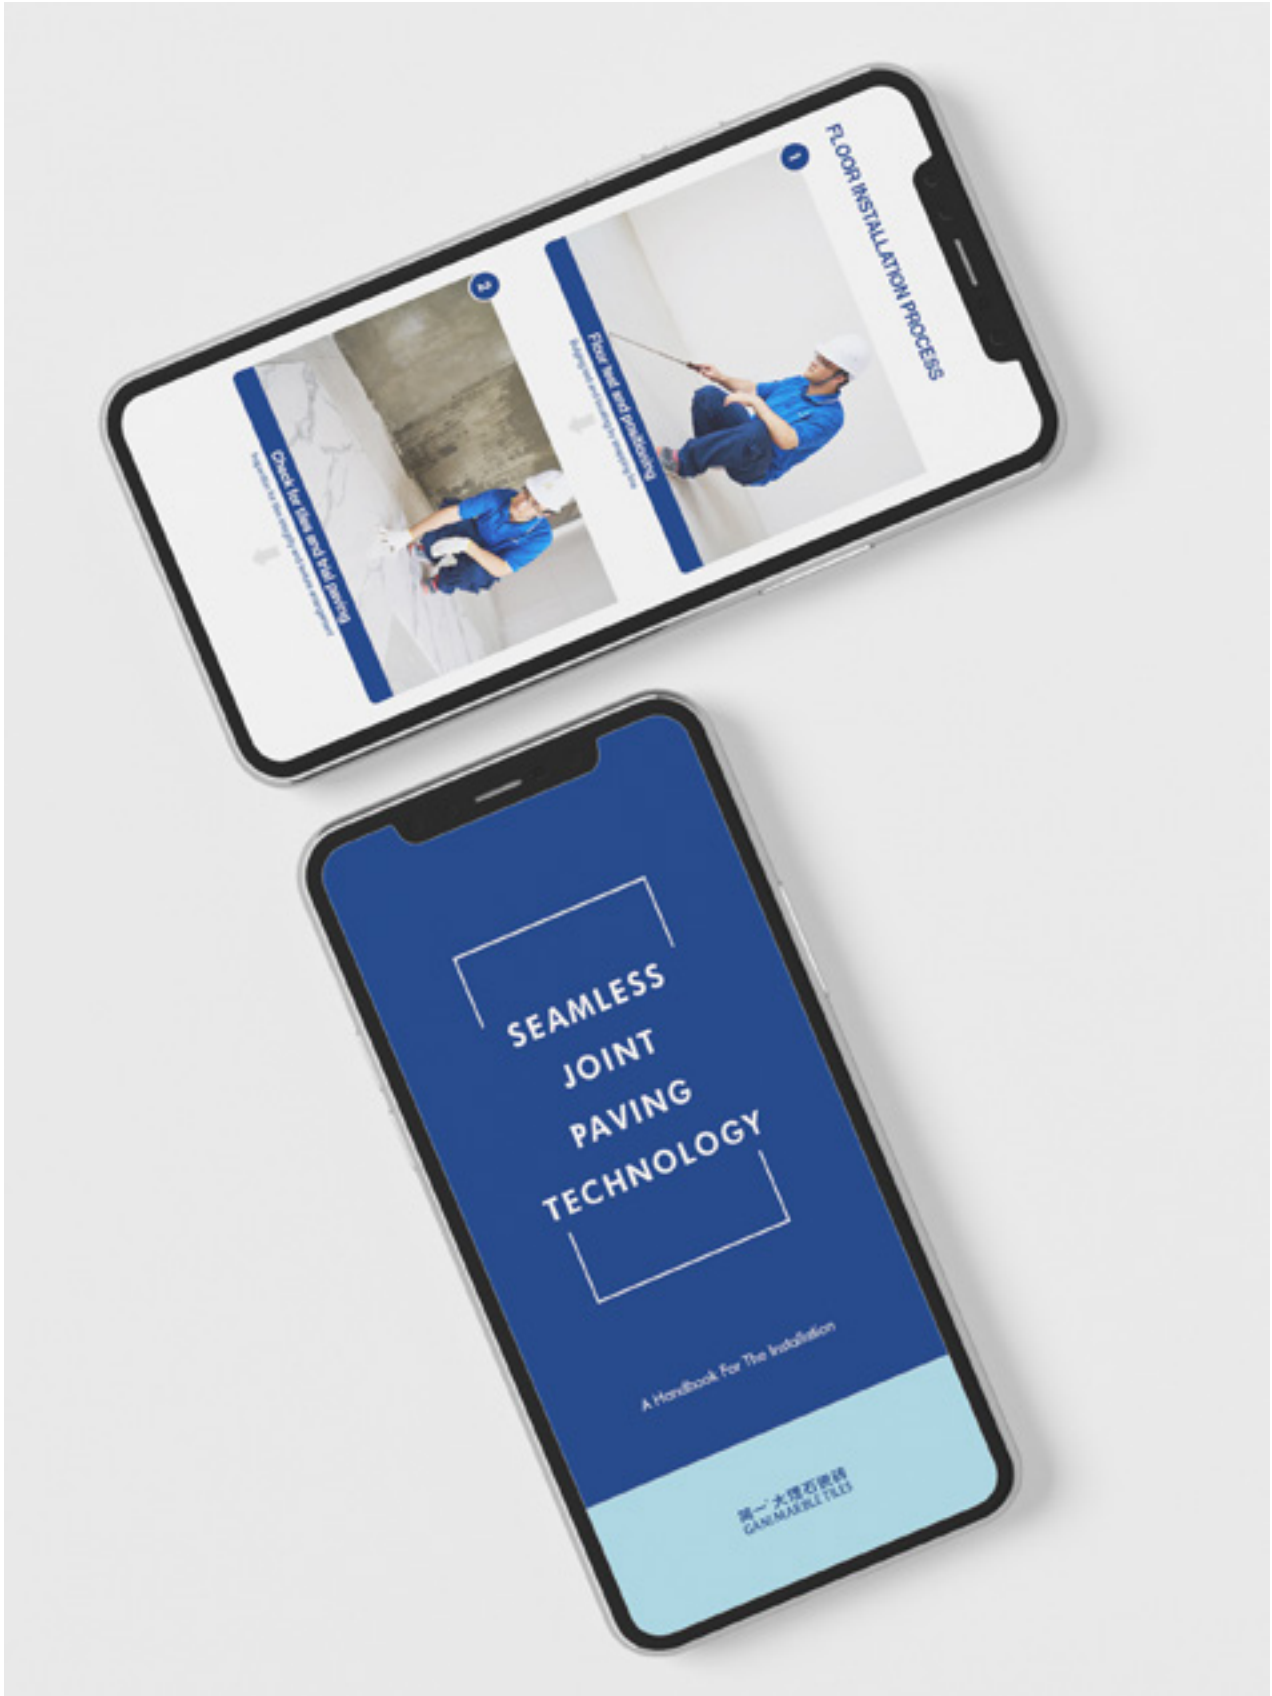 FLOOR INSTALLATION PROCESS
1
Floor test and positioning
2
Check for tiles and trial paving
SEAMLESS
JOINT
PAVING
TECHNOLOGY
A Handbook For The Installation
简一 大理石瓷砖
GANI MARBLE TILES